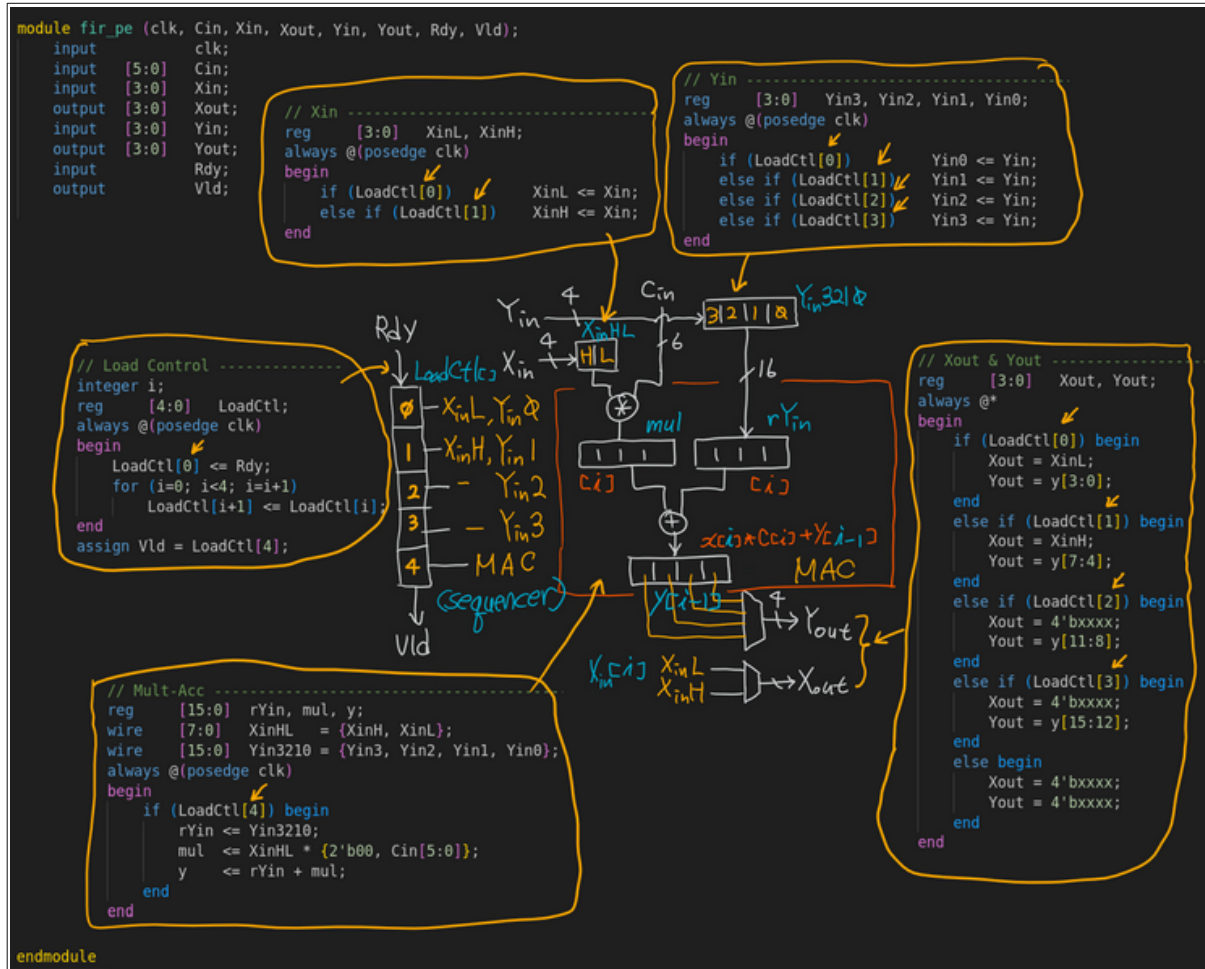 module fir_pe (clk, Cin, Xin, Xout, Yin, Yout, Rdy, Vld);
input clk;
input [5:0] Cin;
input [3:0] Xin;
output [3:0] Xout;
input [3:0] Yin;
output [3:0] Yout;
input Rdy;
output Vld;
// Xin --------------------------------
reg [3:0] XinL, XinH;
always @(posedge clk)
begin
if (LoadCtl[0]) XinL <= Xin;
else if (LoadCtl[1]) XinH <= Xin;
end
// Yin --------------------------------
reg [3:0] Yin3, Yin2, Yin1, Yin0;
always @(posedge clk)
begin
if (LoadCtl[0]) Yin0 <= Yin;
else if (LoadCtl[1]) Yin1 <= Yin;
else if (LoadCtl[2]) Yin2 <= Yin;
else if (LoadCtl[3]) Yin3 <= Yin;
end
// Load Control --------------
integer i;
reg [4:0] LoadCtl;
always @(posedge clk)
begin
LoadCtl[0] <= Rdy;
for (i=0; i<4; i=i+1)
LoadCtl[i+1] <= LoadCtl[i];
end
assign Vld = LoadCtl[4];
Rdy
LoadCtl[]
0 XinL, Yin0
1 XinH, Yin1
2 - Yin2
3 - Yin3
4 MAC
(sequencer)
Vld
Yin 4
Cin
3|2|1|0
Yin3210
XinHL
Xin 4
H|L
6
16
*
mul
rYin
[i]
[i]
+
x[i]*C[i]+Y[i-1]
MAC
y[i-1]
4
Yout
Xin[i]
XinL
XinH
Xout
// Xout & Yout ----------------
reg [3:0] Xout, Yout;
always @*
begin
if (LoadCtl[0]) begin
Xout = XinL;
Yout = y[3:0];
end
else if (LoadCtl[1]) begin
Xout = XinH;
Yout = y[7:4];
end
else if (LoadCtl[2]) begin
Xout = 4'bxxxx;
Yout = y[11:8];
end
else if (LoadCtl[3]) begin
Xout = 4'bxxxx;
Yout = y[15:12];
end
else begin
Xout = 4'bxxxx;
Yout = 4'bxxxx;
end
end
// Mult-Acc --------------------------------
reg [15:0] rYin, mul, y;
wire [7:0] XinHL = {XinH, XinL};
wire [15:0] Yin3210 = {Yin3, Yin2, Yin1, Yin0};
always @(posedge clk)
begin
if (LoadCtl[4]) begin
rYin <= Yin3210;
mul <= XinHL * {2'b00, Cin[5:0]};
y <= rYin + mul;
end
end
endmodule